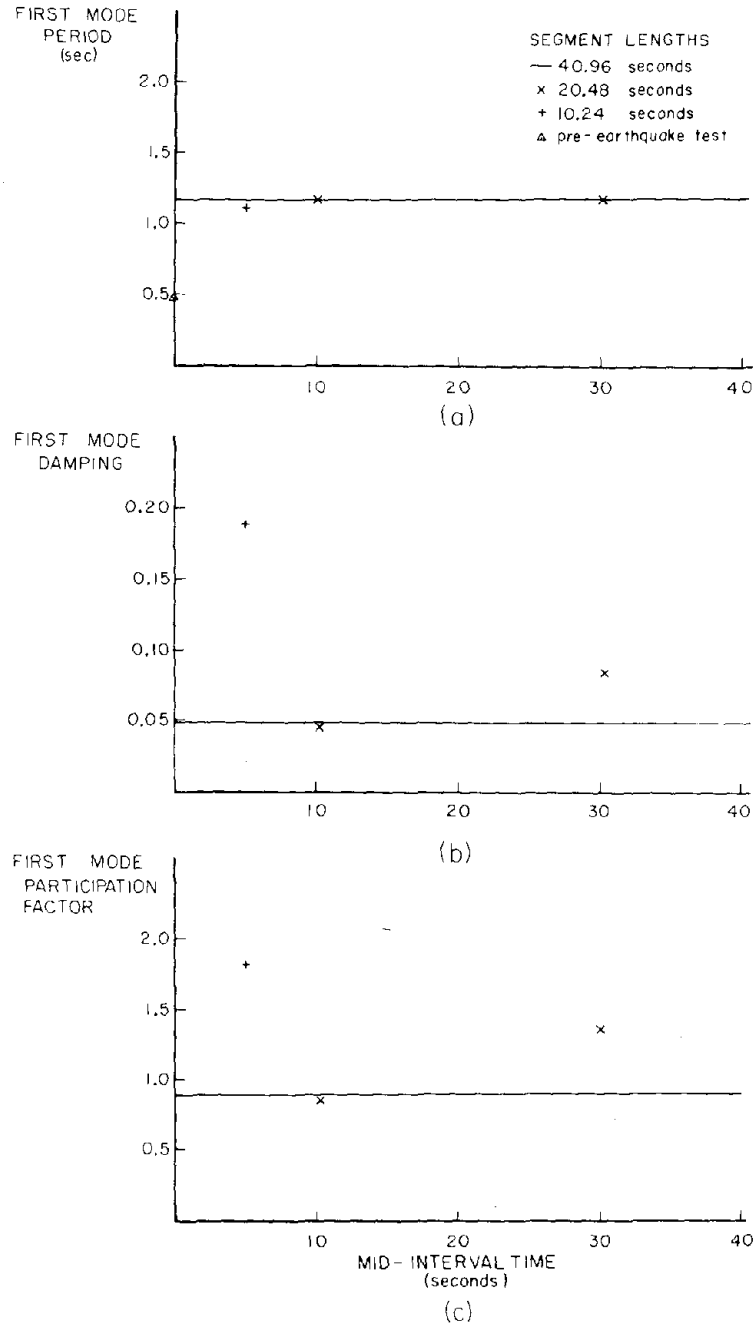 FIRST MODE
PERIOD
(sec)
SEGMENT LENGTHS
— 40.96 seconds
× 20.48 seconds
+ 10.24 seconds
△ pre-earthquake test
2.0
1.5
1.0
0.5
10 20 30 40
(a)
FIRST MODE
DAMPING
0.20
0.15
0.10
0.05
10 20 30 40
(b)
FIRST MODE
PARTICIPATION
FACTOR
2.0
1.5
1.0
0.5
10 20 30 40
MID-INTERVAL TIME
(seconds)
(c)